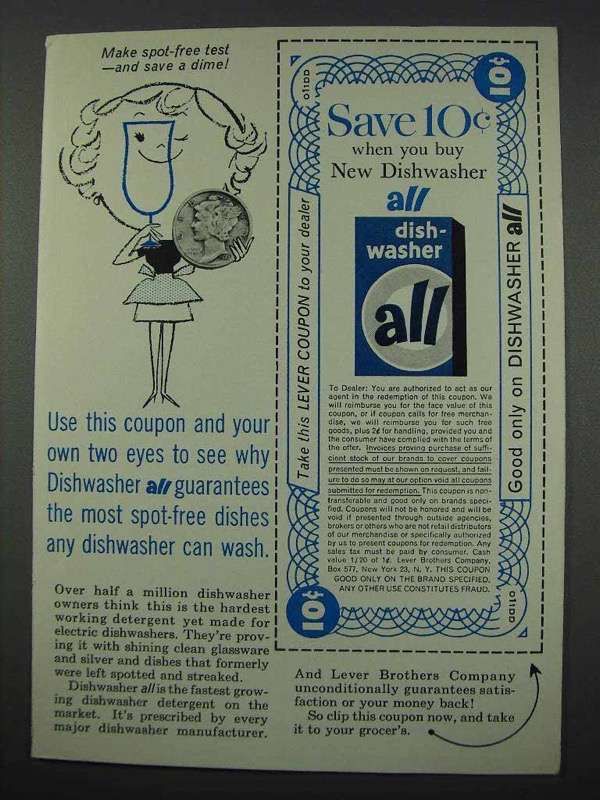 Make spot-free test
—and save a dime!
Use this coupon and your
own two eyes to see why
Dishwasher all guarantees
the most spot-free dishes
any dishwasher can wash.
Over half a million dishwasher
owners think this is the hardest
working detergent yet made for
electric dishwashers. They're prov-
ing it with shining clean glassware
and silver and dishes that formerly
were left spotted and streaked.
Dishwasher all is the fastest grow-
ing dishwasher detergent on the
market. It's prescribed by every
major dishwasher manufacturer.
O11DD
10¢
Save 10¢
when you buy
New Dishwasher
all
dish-
washer
all
Take this LEVER COUPON to your dealer
Good only on DISHWASHER all
To Dealer: You are authorized to act as our
agent in the redemption of this coupon. We
will reimburse you for the face value of this
coupon, or if coupon calls for free merchan-
dise, we will reimburse you for such free
goods, plus 2¢ for handling, provided you and
the consumer have complied with the terms of
the offer. Invoices proving purchase of suffi-
cient stock of our brands to cover coupons
presented must be shown on request, and fail-
ure to do so may at our option void all coupons
submitted for redemption. This coupon is non-
transferable and good only on brands speci-
fied. Coupons will not be honored and will be
void if presented through outside agencies,
brokers or others who are not retail distributors
of our merchandise or specifically authorized
by us to present coupons for redemption. Any
sales tax must be paid by consumer. Cash
value 1/20 of 1¢. Lever Brothers Company,
Box 577, New York 23, N. Y. THIS COUPON
GOOD ONLY ON THE BRAND SPECIFIED.
ANY OTHER USE CONSTITUTES FRAUD.
10¢
O11DD
And Lever Brothers Company
unconditionally guarantees satis-
faction or your money back!
So clip this coupon now, and take
it to your grocer's.